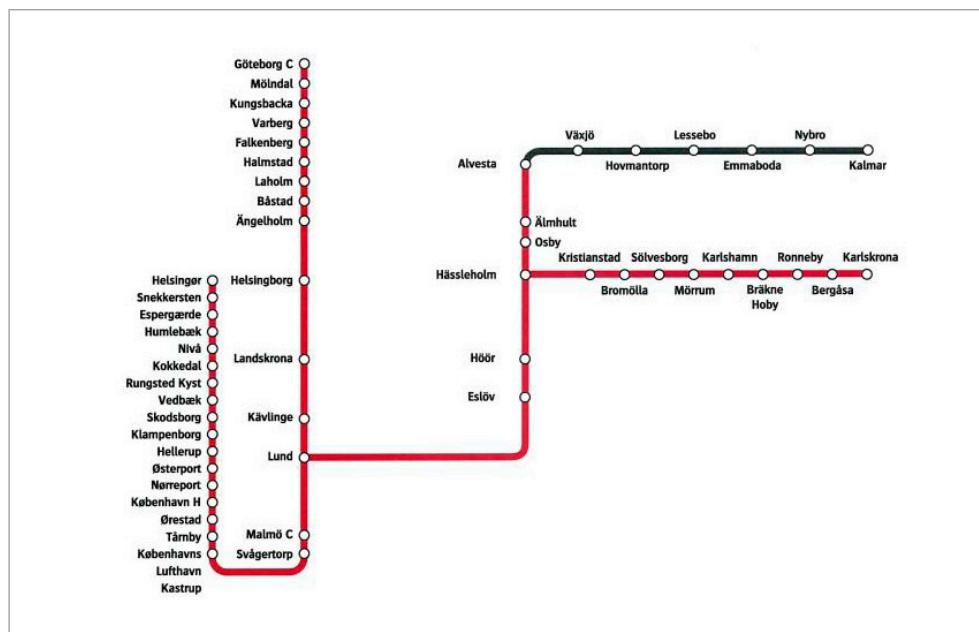 Göteborg C
Mölndal
Kungsbacka
Varberg
Falkenberg
Halmstad
Laholm
Båstad
Ängelholm
Helsingborg
Landskrona
Kävlinge
Lund
Malmö C
Svågertorp
Helsingør
Snekkersten
Espergærde
Humlebæk
Nivå
Kokkedal
Rungsted Kyst
Vedbæk
Skodsborg
Klampenborg
Hellerup
Østerport
Nørreport
København H
Ørestad
Tårnby
Københavns
Lufthavn
Kastrup
Alvesta
Växjö
Hovmantorp
Lessebo
Emmaboda
Nybro
Kalmar
Älmhult
Osby
Hässleholm
Kristianstad
Bromölla
Sölvesborg
Mörrum
Karlshamn
Bräkne
Hoby
Ronneby
Bergåsa
Karlskrona
Höör
Eslöv